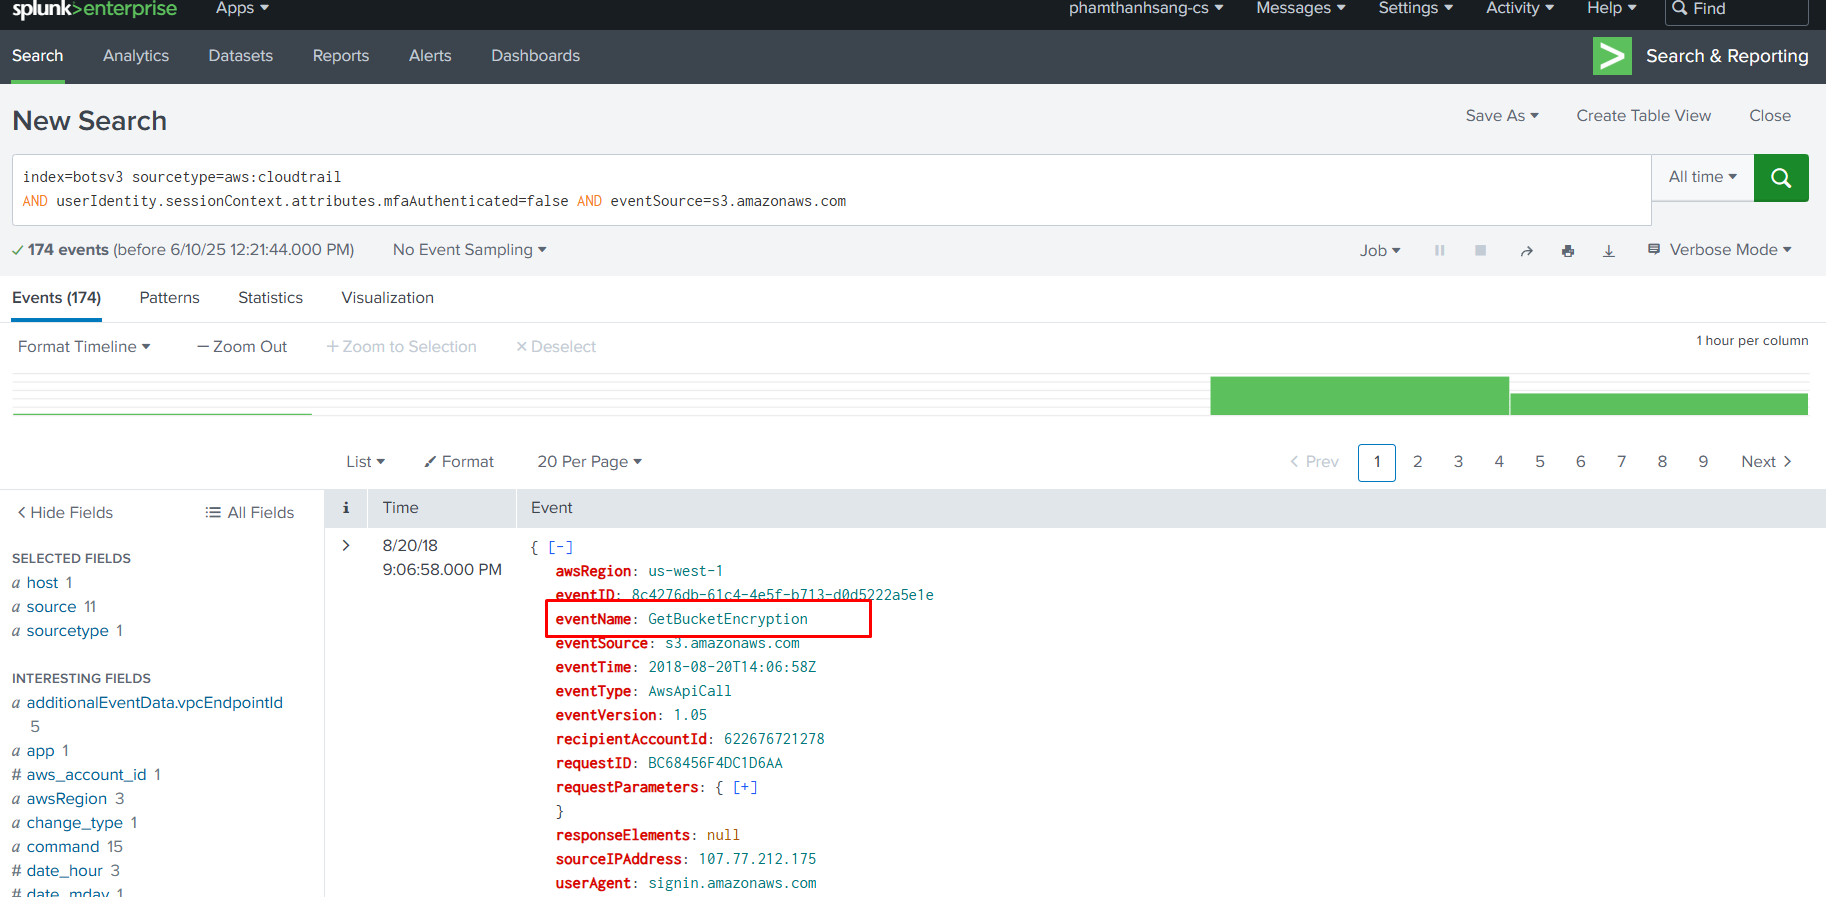 splunk>enterprise Apps phamthanhsang-cs Messages Settings Activity Help Find
Search Analytics Datasets Reports Alerts Dashboards Search & Reporting
New Search Save As Create Table View Close
index=botsv3 sourcetype=aws:cloudtrail
AND userIdentity.sessionContext.attributes.mfaAuthenticated=false AND eventSource=s3.amazonaws.com
All time
174 events (before 6/10/25 12:21:44.000 PM) No Event Sampling Job Verbose Mode
Events (174) Patterns Statistics Visualization
Format Timeline — Zoom Out + Zoom to Selection × Deselect 1 hour per column
List Format 20 Per Page < Prev 1 2 3 4 5 6 7 8 9 Next >
< Hide Fields All Fields
SELECTED FIELDS
a host 1
a source 11
a sourcetype 1
INTERESTING FIELDS
a additionalEventData.vpcEndpointId
5
a app 1
# aws_account_id 1
a awsRegion 3
a change_type 1
a command 15
# date_hour 3
# date_mday 1
i Time Event
> 8/20/18
9:06:58.000 PM
{ [-]
awsRegion: us-west-1
eventID: 8c4276db-61c4-4e5f-b713-d0d5222a5e1e
eventName: GetBucketEncryption
eventSource: s3.amazonaws.com
eventTime: 2018-08-20T14:06:58Z
eventType: AwsApiCall
eventVersion: 1.05
recipientAccountId: 622676721278
requestID: BC68456F4DC1D6AA
requestParameters: { [+]
}
responseElements: null
sourceIPAddress: 107.77.212.175
userAgent: signin.amazonaws.com